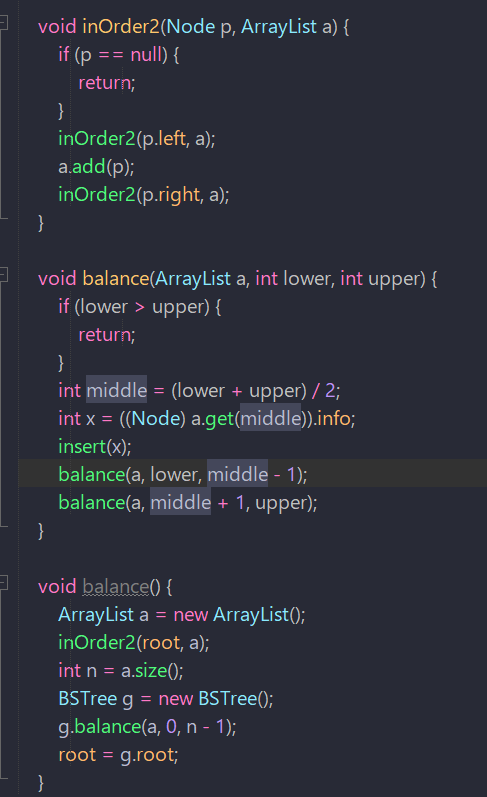 void inOrder2(Node p, ArrayList a) {
if (p == null) {
return;
}
inOrder2(p.left, a);
a.add(p);
inOrder2(p.right, a);
}
void balance(ArrayList a, int lower, int upper) {
if (lower > upper) {
return;
}
int middle = (lower + upper) / 2;
int x = ((Node) a.get(middle)).info;
insert(x);
balance(a, lower, middle - 1);
balance(a, middle + 1, upper);
}
void balance() {
ArrayList a = new ArrayList();
inOrder2(root, a);
int n = a.size();
BSTree g = new BSTree();
g.balance(a, 0, n - 1);
root = g.root;
}